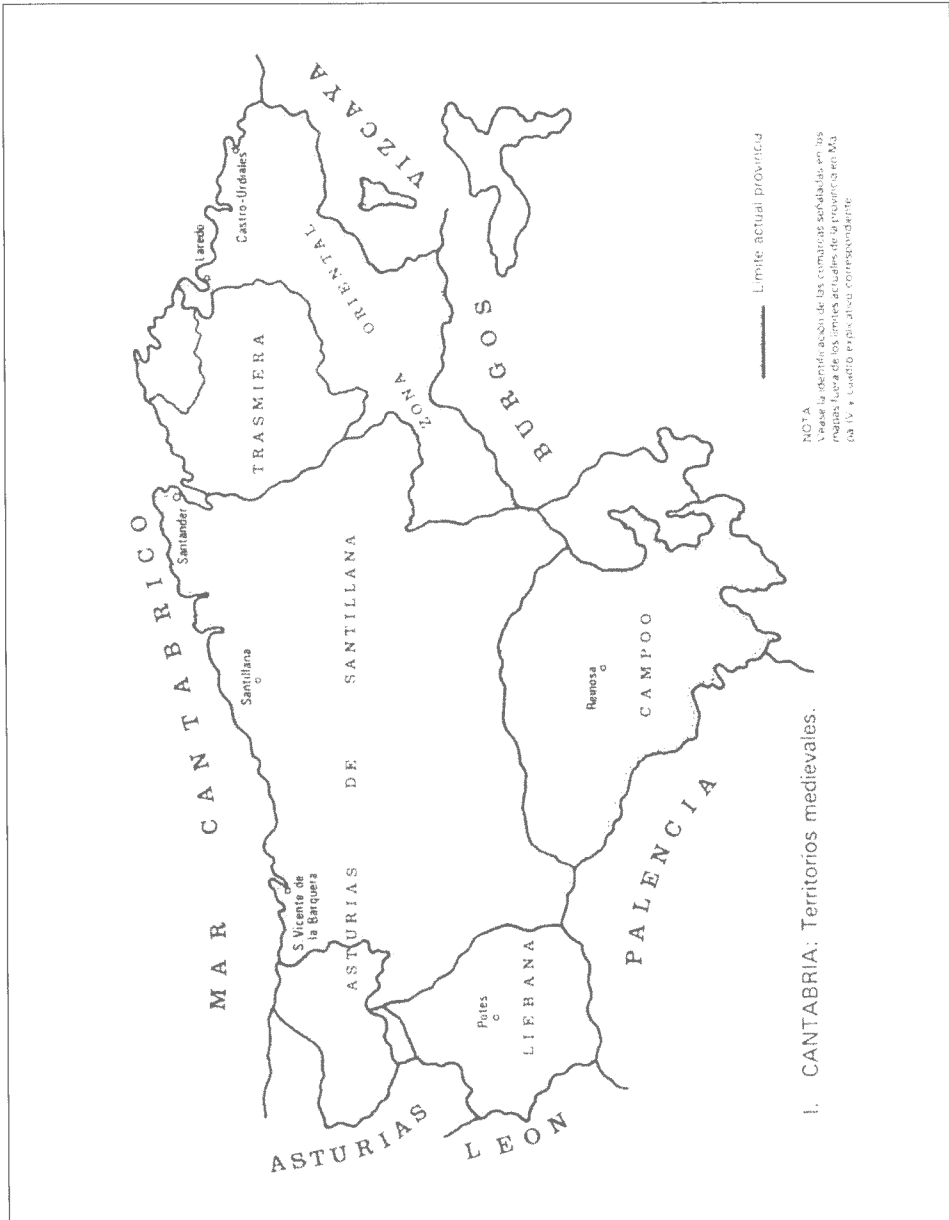 MAR CANTABRICO
Santander
Laredo
Castro-Urdiales
VIZCAYA
TRASMIERA
ZONA ORIENTAL
Santillana
S. Vicente de
la Barquera
ASTURIAS DE SANTILLANA
ASTURIAS
LEON
Potes
LIEBANA
PALENCIA
Reinosa
CAMPOO
BURGOS
Límite actual provincia
NOTA
Véase la identificación de las comarcas señaladas en los
mapas fuera de los límites actuales de la provincia en Ma
pa IV y cuadro explicativo correspondiente
I. CANTABRIA: Territorios medievales.